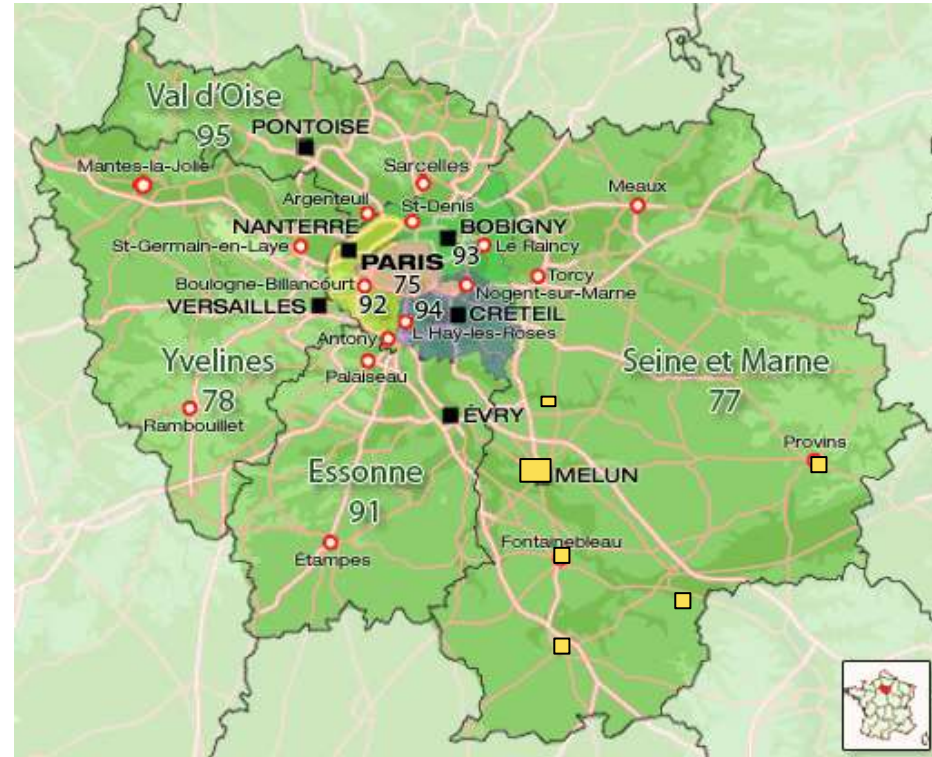 Val d'Oise
95
PONTOISE
Mantes-la-Jolie
Sarcelles
Meaux
Argenteuil
St-Denis
NANTERRE
BOBIGNY
St-Germain-en-Laye
93
Le Raincy
PARIS
75
Torcy
Boulogne-Billancourt
Nogent-sur-Marne
92
94
VERSAILLES
CRÉTEIL
L Haÿ-les-Roses
Antony
Yvelines
78
Palaiseau
Seine et Marne
77
Rambouillet
ÉVRY
Provins
Essonne
91
MELUN
Fontainebleau
Étampes